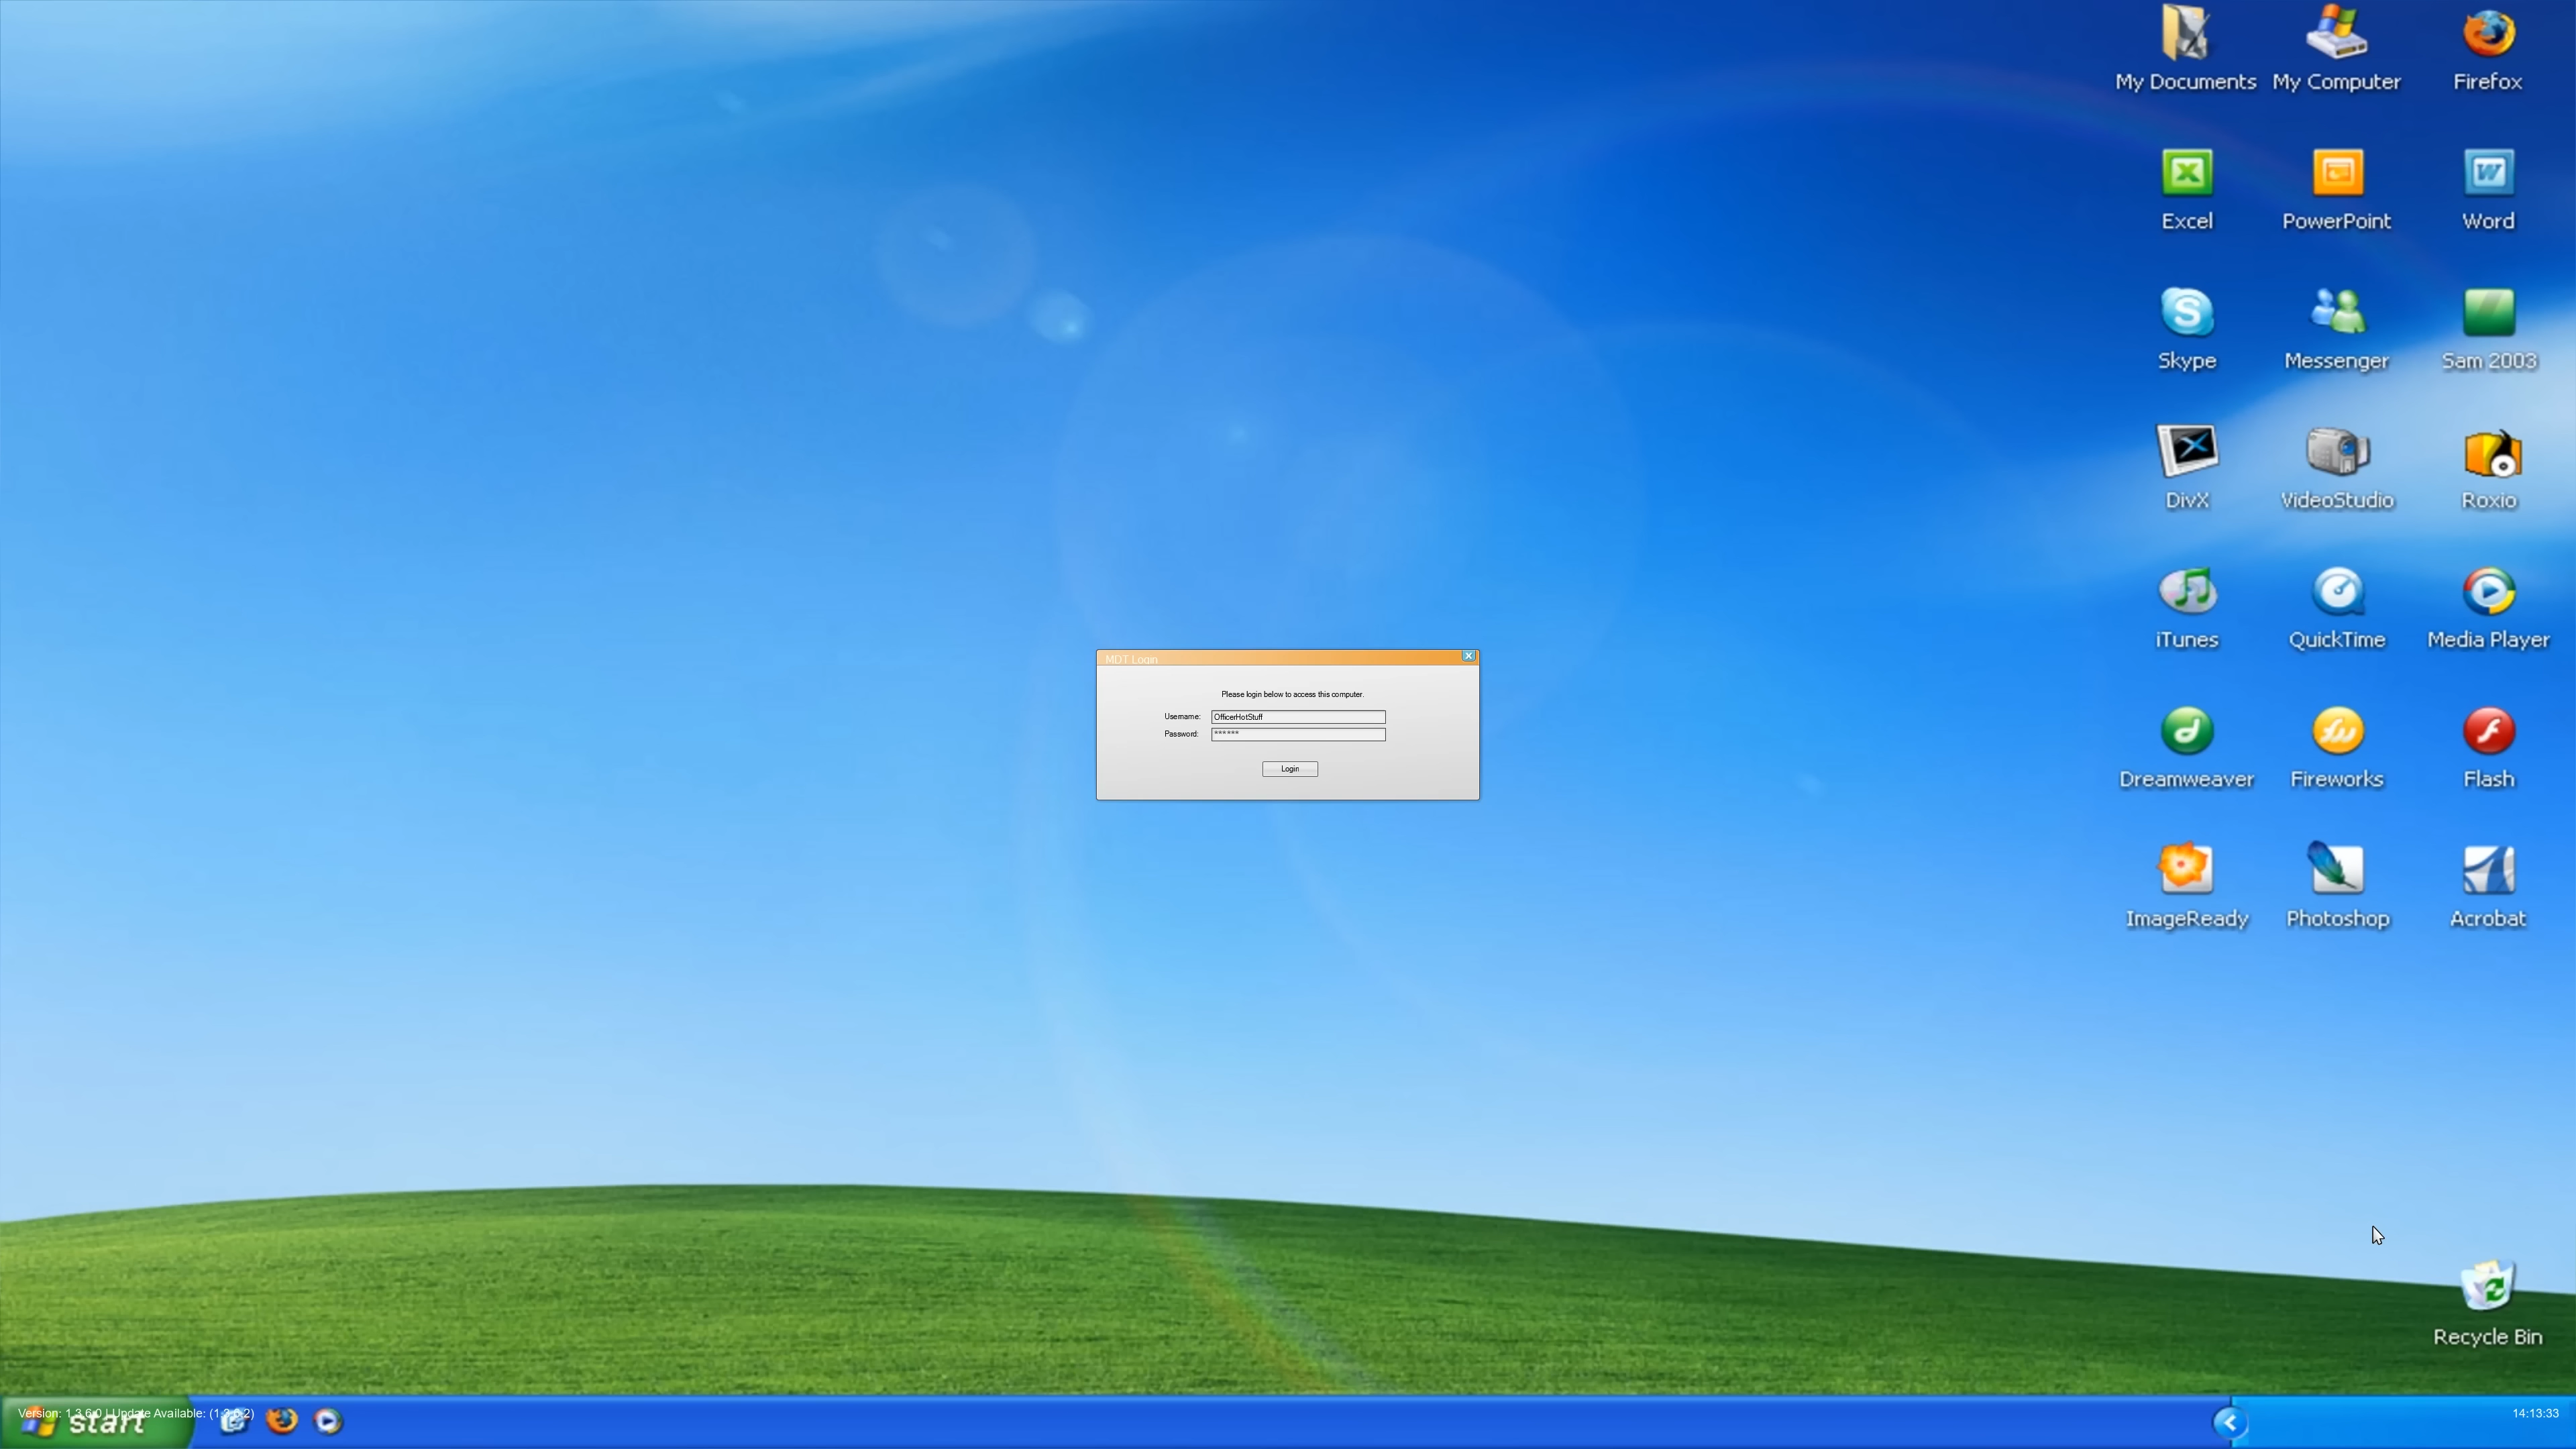 My Documents My Computer Firefox
Excel PowerPoint Word
Skype Messenger Sam 2003
DivX VideoStudio Roxio
iTunes QuickTime Media Player
Dreamweaver Fireworks Flash
ImageReady Photoshop Acrobat
MDT Login
Please login below to access this computer.
Username: OfficerHotStuff
Password: ******
Login
Recycle Bin
Version: 1.3.6.0 | Update Available: (1.3.6.2)
start
14:13:33